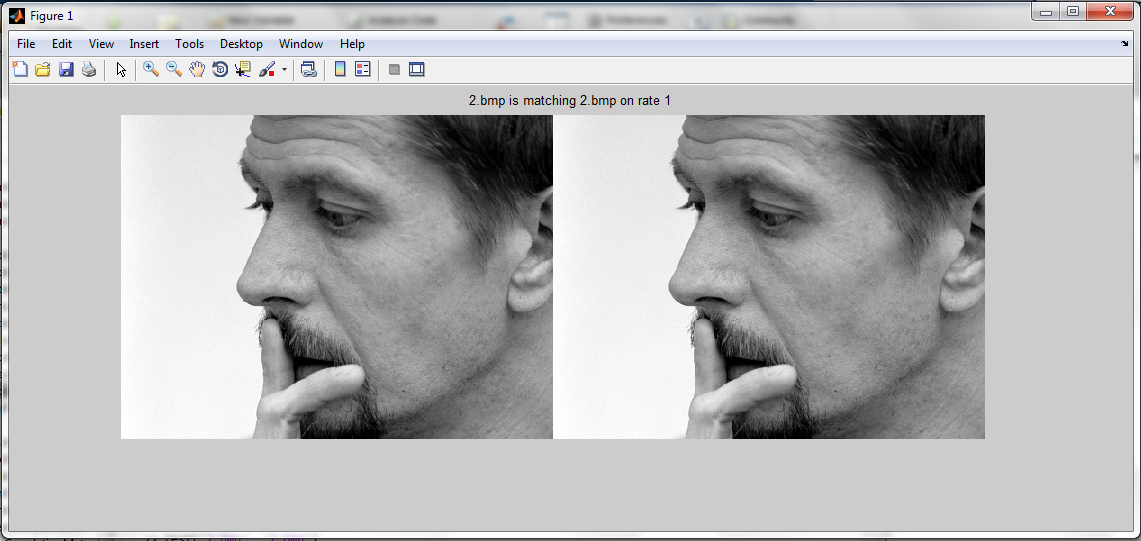 Figure 1
File Edit View Insert Tools Desktop Window Help
2.bmp is matching 2.bmp on rate 1